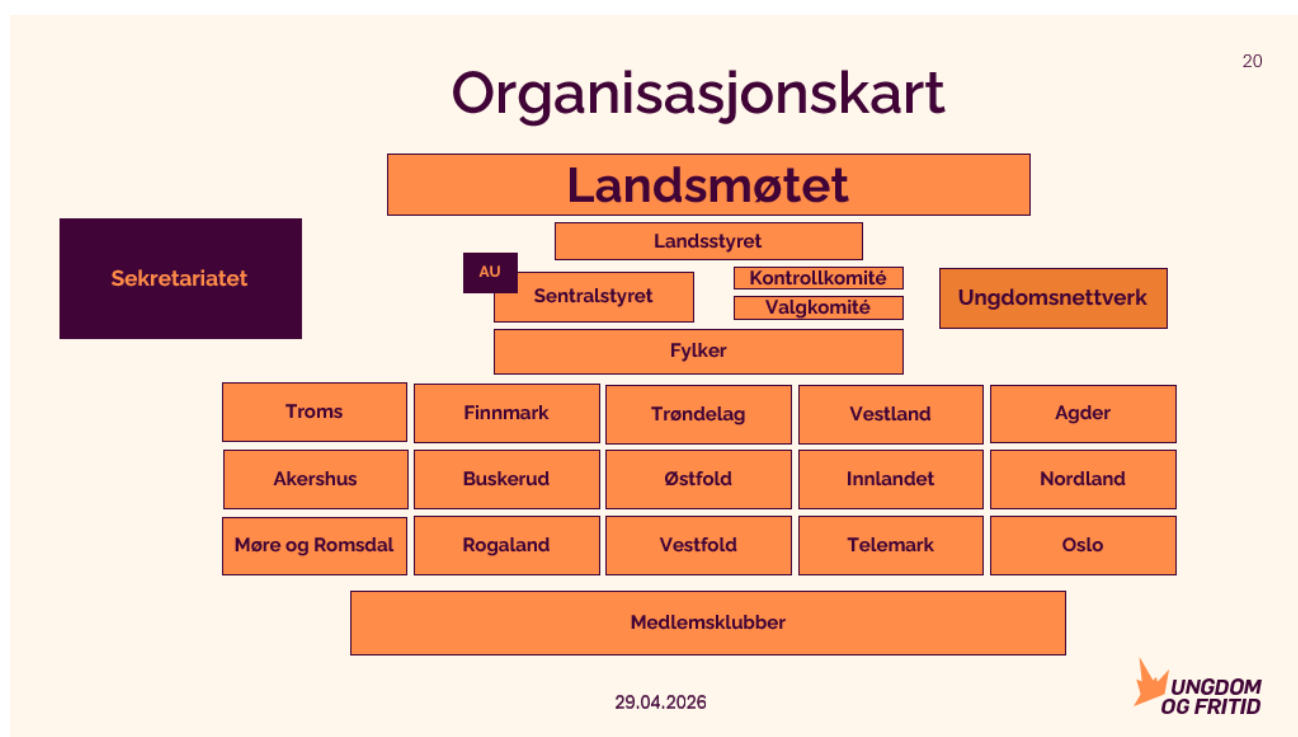 20
Organisasjonskart
Landsmøtet
Landsstyret
Sekretariatet
AU
Sentralstyret
Kontrollkomité
Valgkomité
Ungdomsnettverk
Fylker
Troms
Finnmark
Trøndelag
Vestland
Agder
Akershus
Buskerud
Østfold
Innlandet
Nordland
Møre og Romsdal
Rogaland
Vestfold
Telemark
Oslo
Medlemsklubber
29.04.2026
UNGDOM
OG FRITID